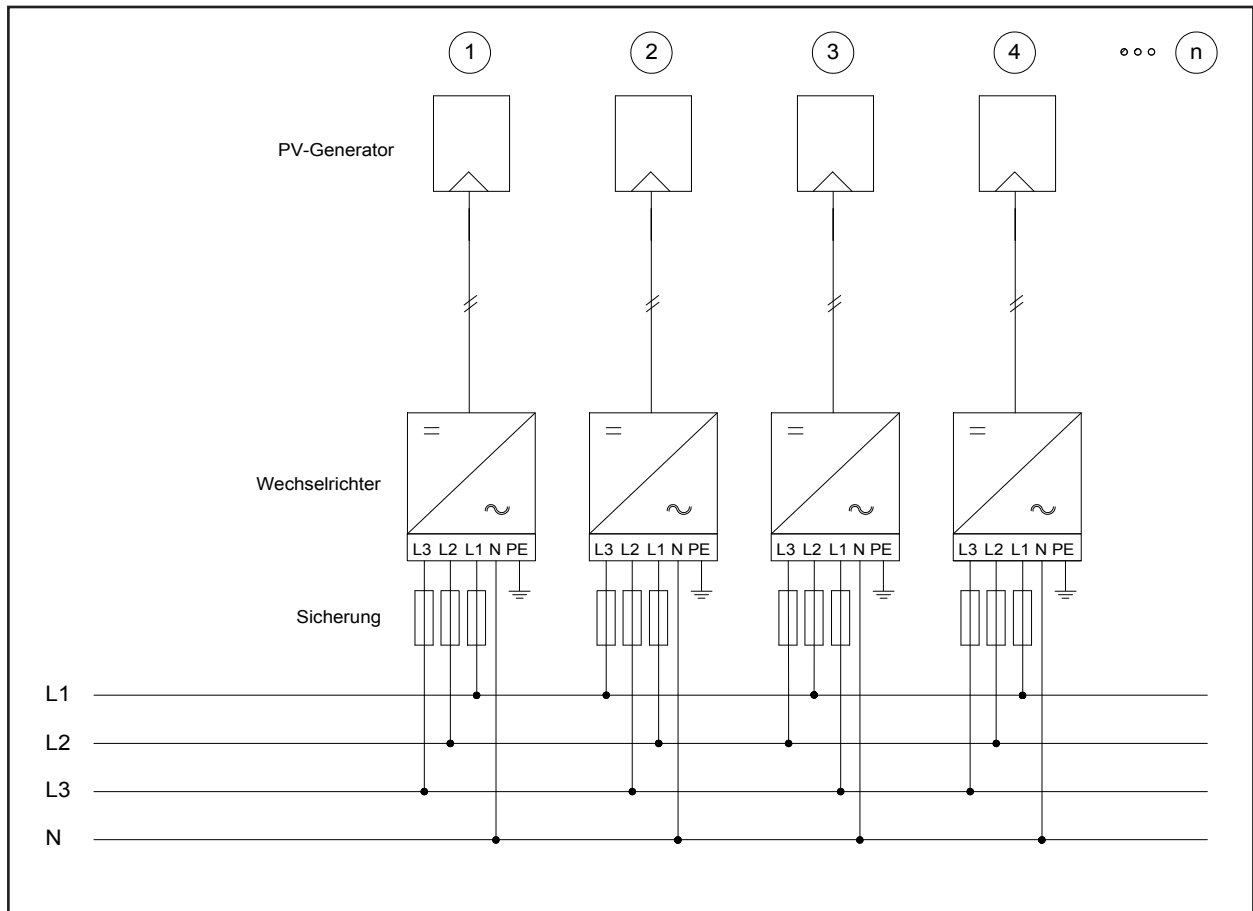 1 2 3 4 ... n
PV-Generator
Wechselrichter
L3 L2 L1 N PE L3 L2 L1 N PE L3 L2 L1 N PE L3 L2 L1 N PE
Sicherung
L1
L2
L3
N